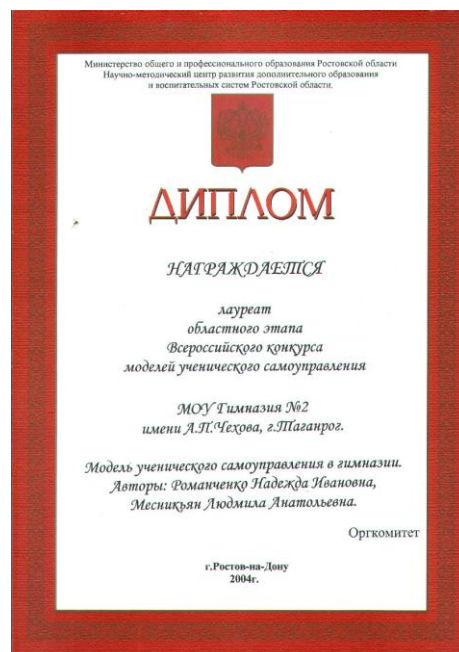 Министерство общего и профессионального образования Ростовской области
Научно-методический центр развития дополнительного образования
и воспитательных систем Ростовской области.
ДИПЛОМ
НАГРАЖДАЕТСЯ
лауреат
областного этапа
Всероссийского конкурса
моделей ученического самоуправления
МОУ Гимназия №2
имени А.П.Чехова, г.Таганрог.
Модель ученического самоуправления в гимназии.
Авторы: Романченко Надежда Ивановна,
Месникьян Людмила Анатольевна.
Оргкомитет
г.Ростов-на-Дону
2004г.